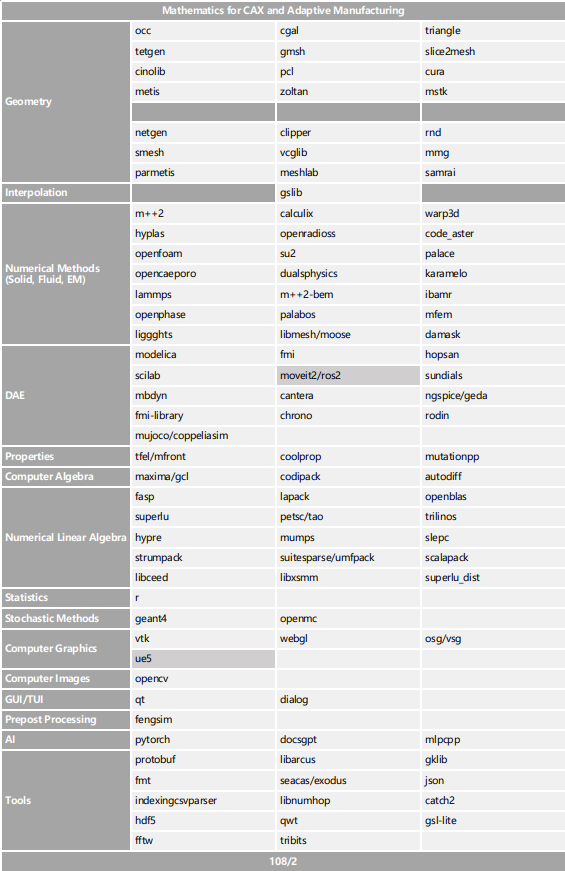 Mathematics for CAX and Adaptive Manufacturing
Geometry
occ cgal triangle
tetgen gmsh slice2mesh
cinolib pcl cura
metis zoltan mstk
netgen clipper rnd
smesh vcglib mmg
parmetis meshlab samrai
Interpolation gslib
Numerical Methods
(Solid, Fluid, EM)
m++2 calculix warp3d
hyplas openradioss code_aster
openfoam su2 palace
opencaeporo dualsphysics karamelo
lammps m++2-bem ibamr
openphase palabos mfem
liggghts libmesh/moose damask
DAE
modelica fmi hopsan
scilab moveit2/ros2 sundials
mbdyn cantera ngspice/geda
fmi-library chrono rodin
mujoco/coppeliasim
Properties tfel/mfront coolprop mutationpp
Computer Algebra maxima/gcl codipack autodiff
Numerical Linear Algebra
fasp lapack openblas
superlu petsc/tao trilinos
hypre mumps slepc
strumpack suitesparse/umfpack scalapack
libceed libxsmm superlu_dist
Statistics r
Stochastic Methods geant4 openmc
Computer Graphics
vtk webgl osg/vsg
ue5
Computer Images opencv
GUI/TUI qt dialog
Prepost Processing fengsim
AI pytorch docsgpt mlpcpp
Tools
protobuf libarcus gklib
fmt seacas/exodus json
indexingcsvparser libnumhop catch2
hdf5 qwt gsl-lite
fftw tribits
108/2